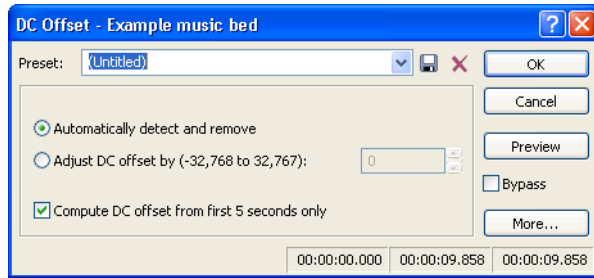 DC Offset - Example music bed
Preset: (Untitled)
OK
Cancel
Automatically detect and remove
Adjust DC offset by (-32,768 to 32,767): 0
Preview
Bypass
Compute DC offset from first 5 seconds only
More...
00:00:00.000 00:00:09.858 00:00:09.858